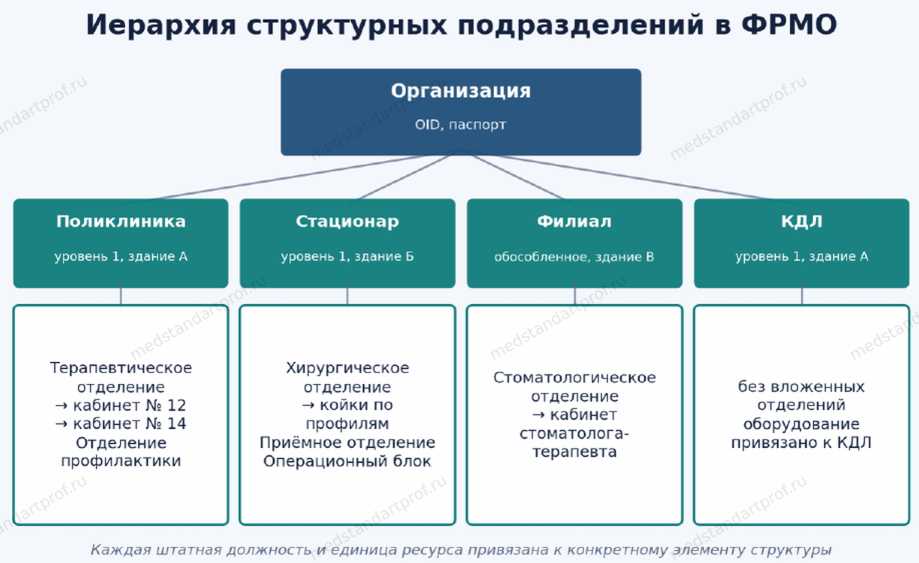 Иерархия структурных подразделений в ФРМО
Организация
OID, паспорт
Поликлиника
уровень 1, здание А
Стационар
уровень 1, здание Б
Филиал
обособленное, здание В
КДЛ
уровень 1, здание А
Терапевтическое
отделение
→ кабинет № 12
→ кабинет № 14
Отделение
профилактики
Хирургическое
отделение
→ койки по
профилям
Приёмное отделение
Операционный блок
Стоматологическое
отделение
→ кабинет
стоматолога-
терапевта
без вложенных
отделений
оборудование
привязано к КДЛ
Каждая штатная должность и единица ресурса привязана к конкретному элементу структуры
medstandartprof.ru